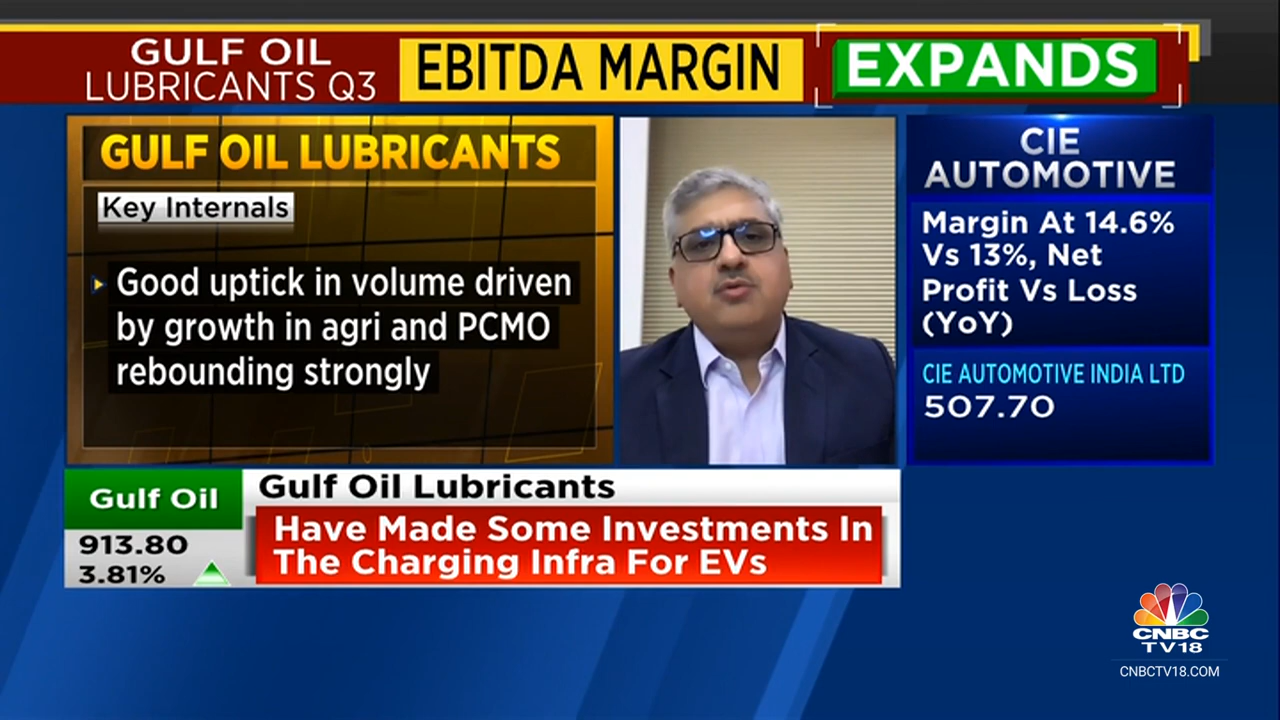 GULF OIL
LUBRICANTS Q3
EBITDA MARGIN
EXPANDS
GULF OIL LUBRICANTS
Key Internals
Good uptick in volume driven
by growth in agri and PCMO
rebounding strongly
CIE
AUTOMOTIVE
Margin At 14.6%
Vs 13%, Net
Profit Vs Loss
(YoY)
CIE AUTOMOTIVE INDIA LTD
507.70
Gulf Oil
913.80
3.81%
Gulf Oil Lubricants
Have Made Some Investments In
The Charging Infra For EVs
CNBC
TV18
CNBCTV18.COM